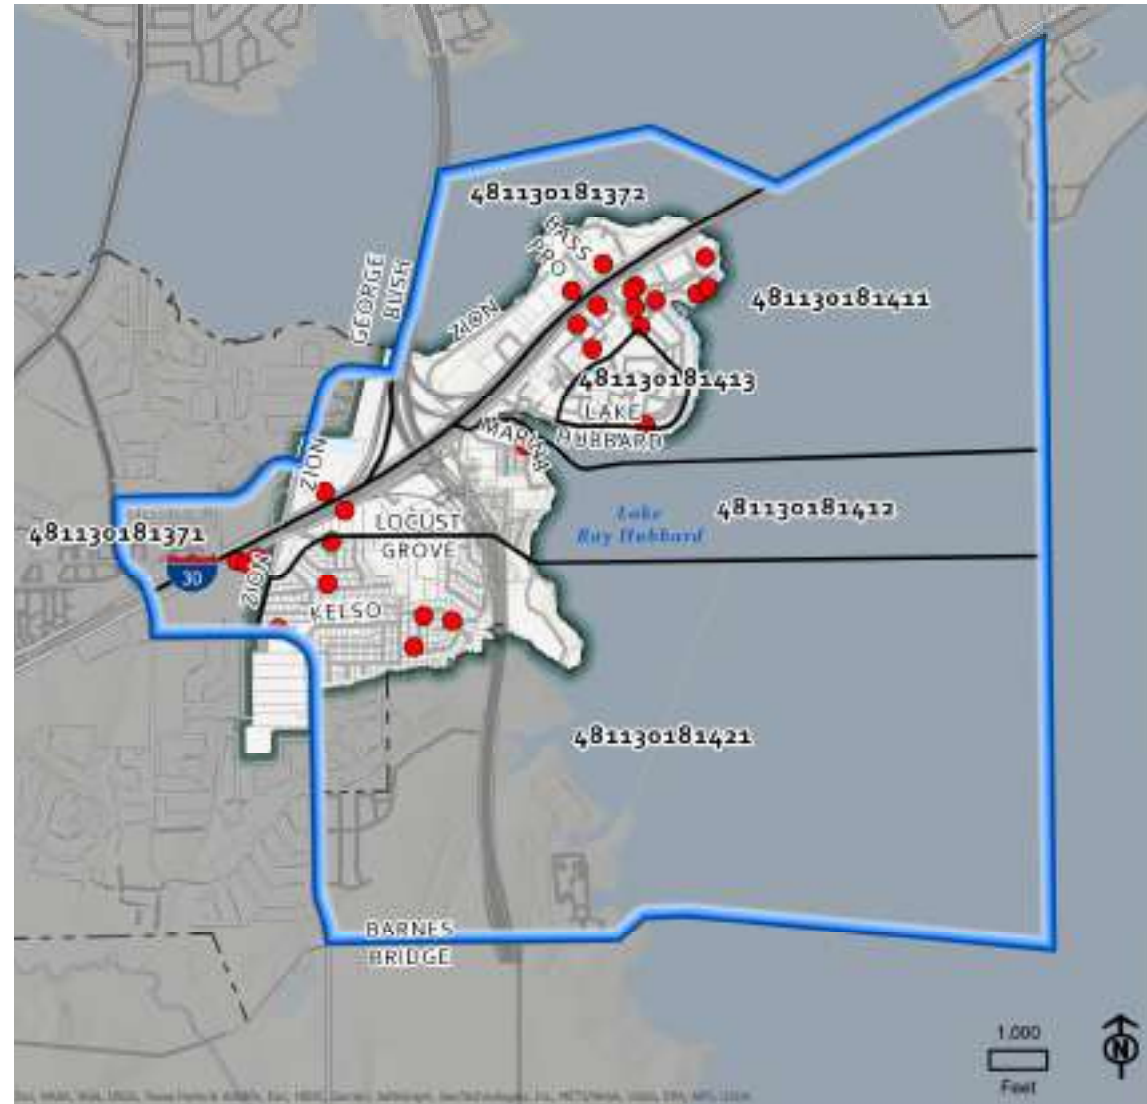 481130181372
BASS
PRO
GEORGE
BUSH
ZION
481130181411
481130181413
LAKE
HUBBARD
MARINA
ZION
481130181412
Lake
Ray Hubbard
LOCUST
GROVE
481130181371
30
ZION
KELSO
481130181421
BARNES
BRIDGE
1,000
Feet
N